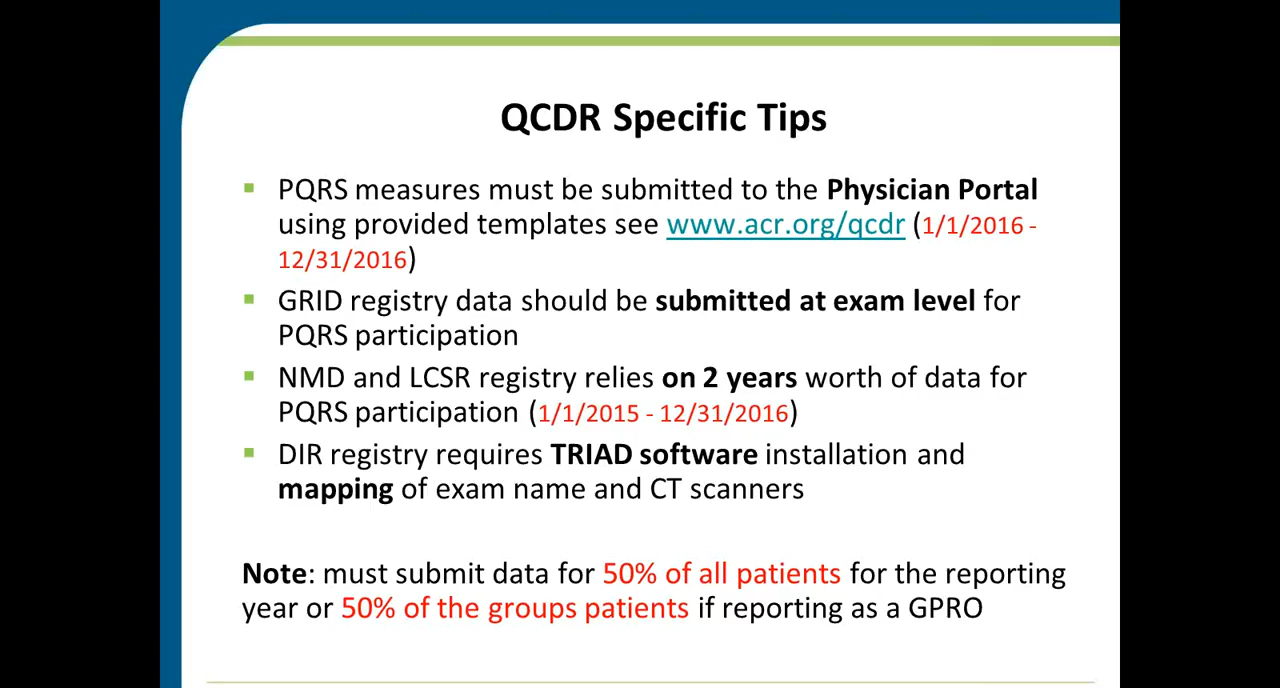 QCDR Specific Tips
▪ PQRS measures must be submitted to the Physician Portal
using provided templates see www.acr.org/qcdr (1/1/2016 -
12/31/2016)
▪ GRID registry data should be submitted at exam level for
PQRS participation
▪ NMD and LCSR registry relies on 2 years worth of data for
PQRS participation (1/1/2015 - 12/31/2016)
▪ DIR registry requires TRIAD software installation and
mapping of exam name and CT scanners
Note: must submit data for 50% of all patients for the reporting
year or 50% of the groups patients if reporting as a GPRO